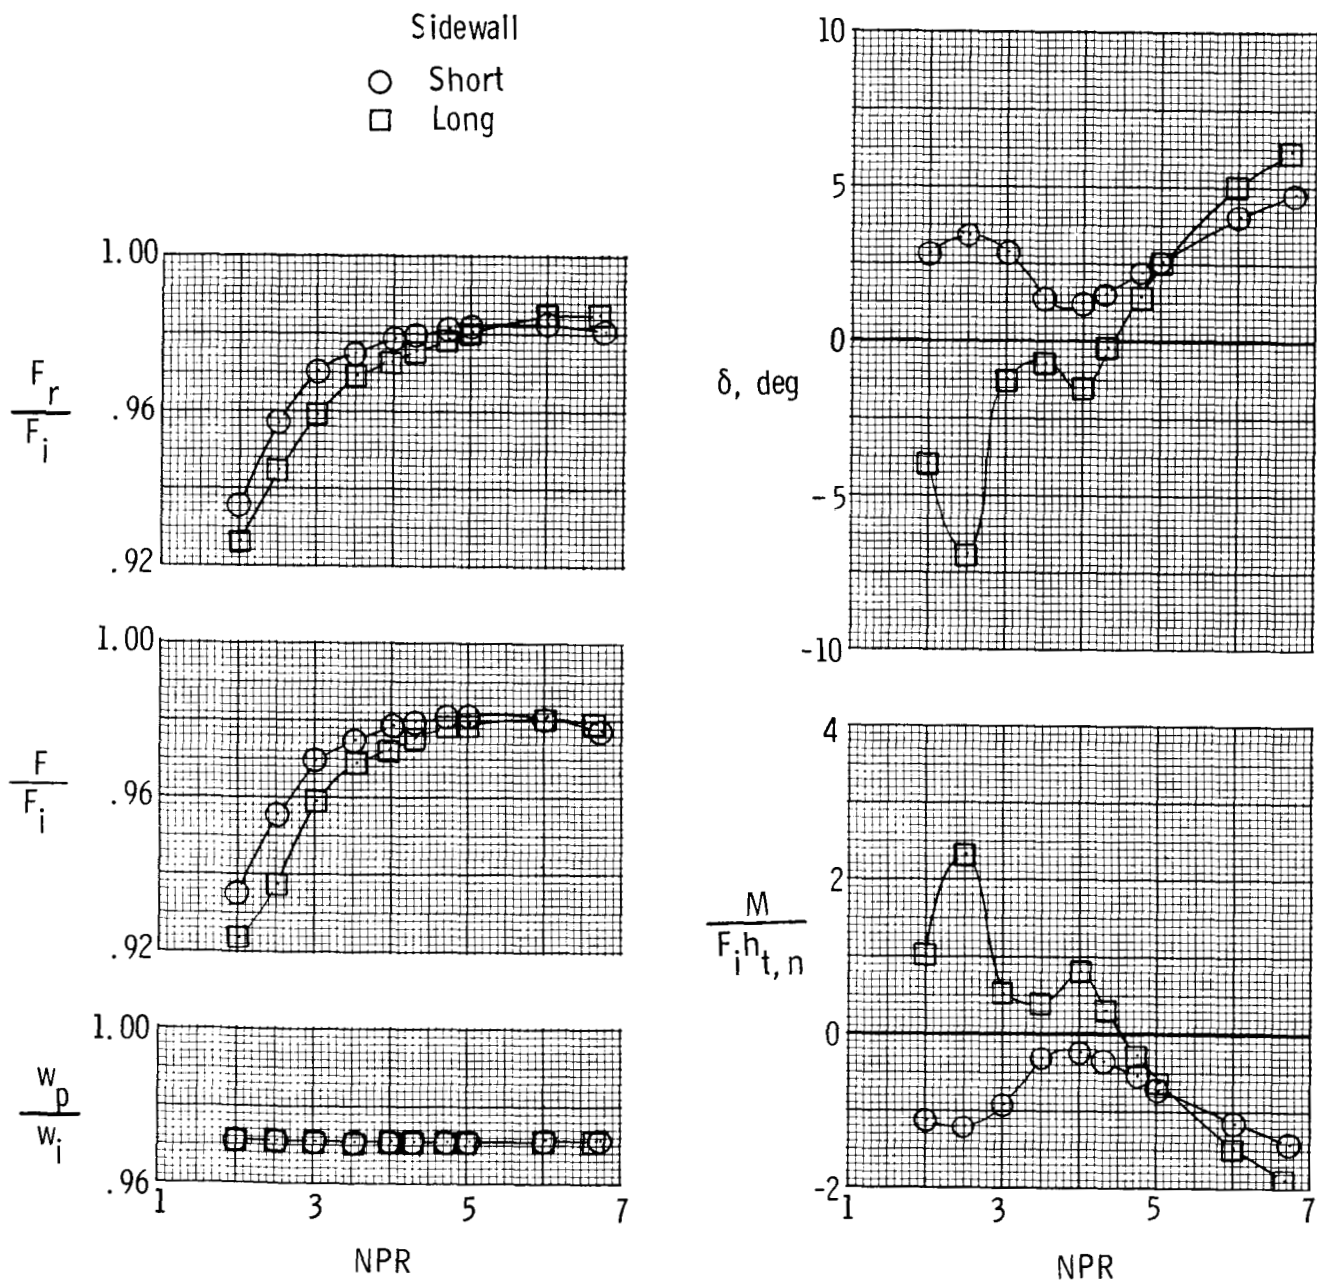 Sidewall
Short
Long
1.00
F_r
F_i
.96
.92
1.00
F
F_i
.96
.92
1.00
w_p
w_i
.96
1 3 5 7
NPR
10
5
0
δ, deg
-5
-10
4
2
M
F_i h_t,n
0
-2
1 3 5 7
NPR